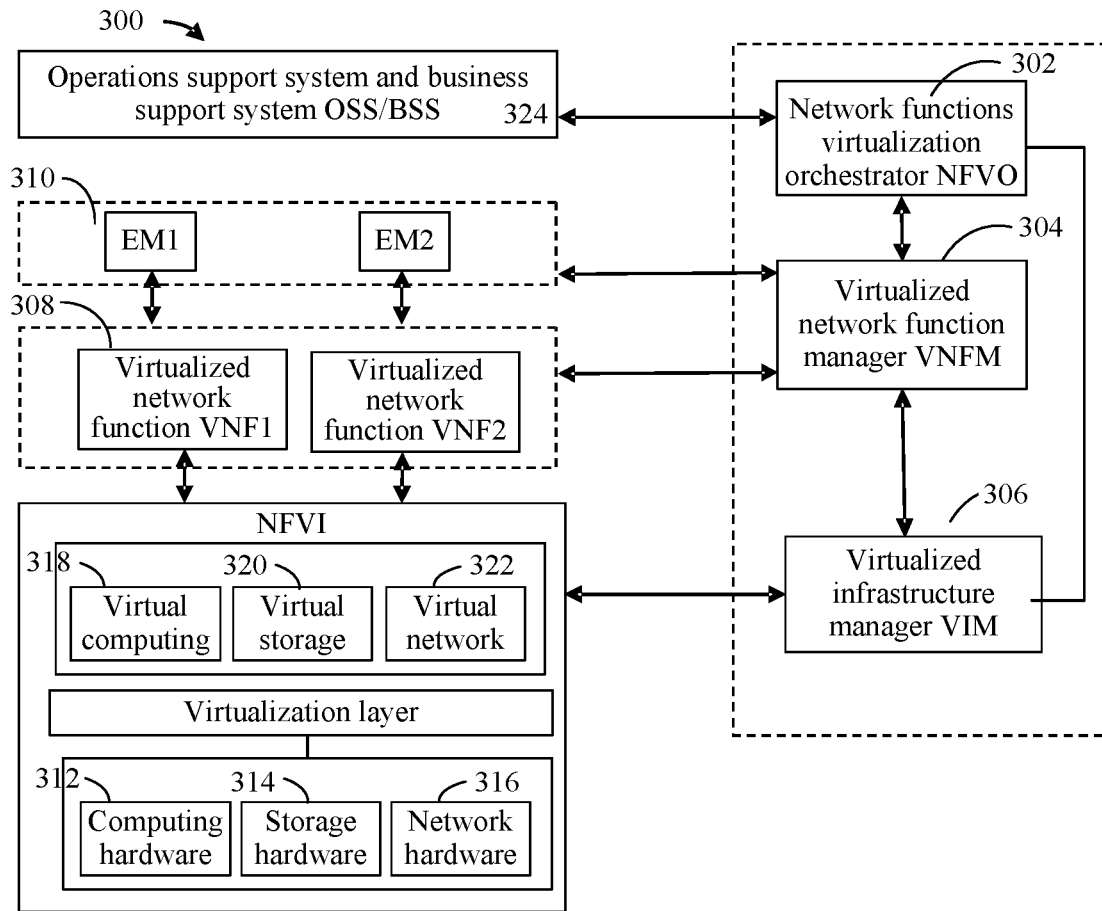 300
Operations support system and business
support system OSS/BSS
324
302
Network functions
virtualization
orchestrator NFVO
310
EM1
EM2
304
Virtualized
network function
manager VNFM
308
Virtualized
network
function VNF1
Virtualized
network
function VNF2
306
Virtualized
infrastructure
manager VIM
NFVI
318
Virtual
computing
320
Virtual
storage
322
Virtual
network
Virtualization layer
312
Computing
hardware
314
Storage
hardware
316
Network
hardware